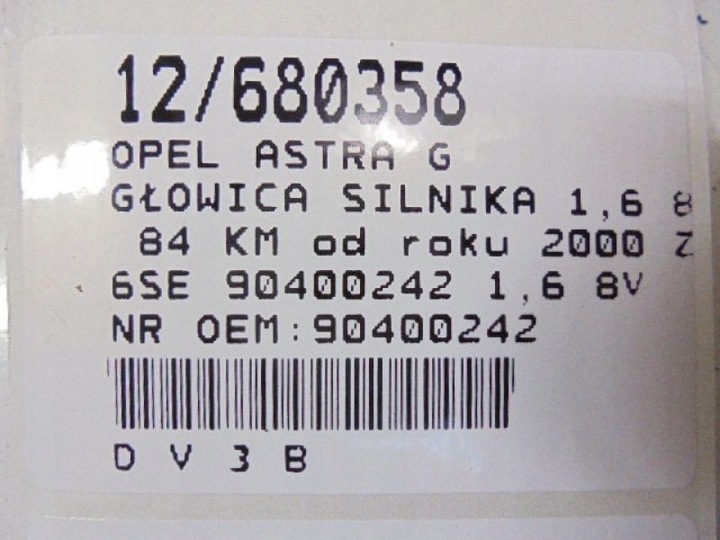 12/680358
OPEL ASTRA G
GŁOWICA SILNIKA 1,6 8
84 KM od roku 2000 Z
6SE 90400242 1,6 8V
NR OEM:90400242
D V 3 B